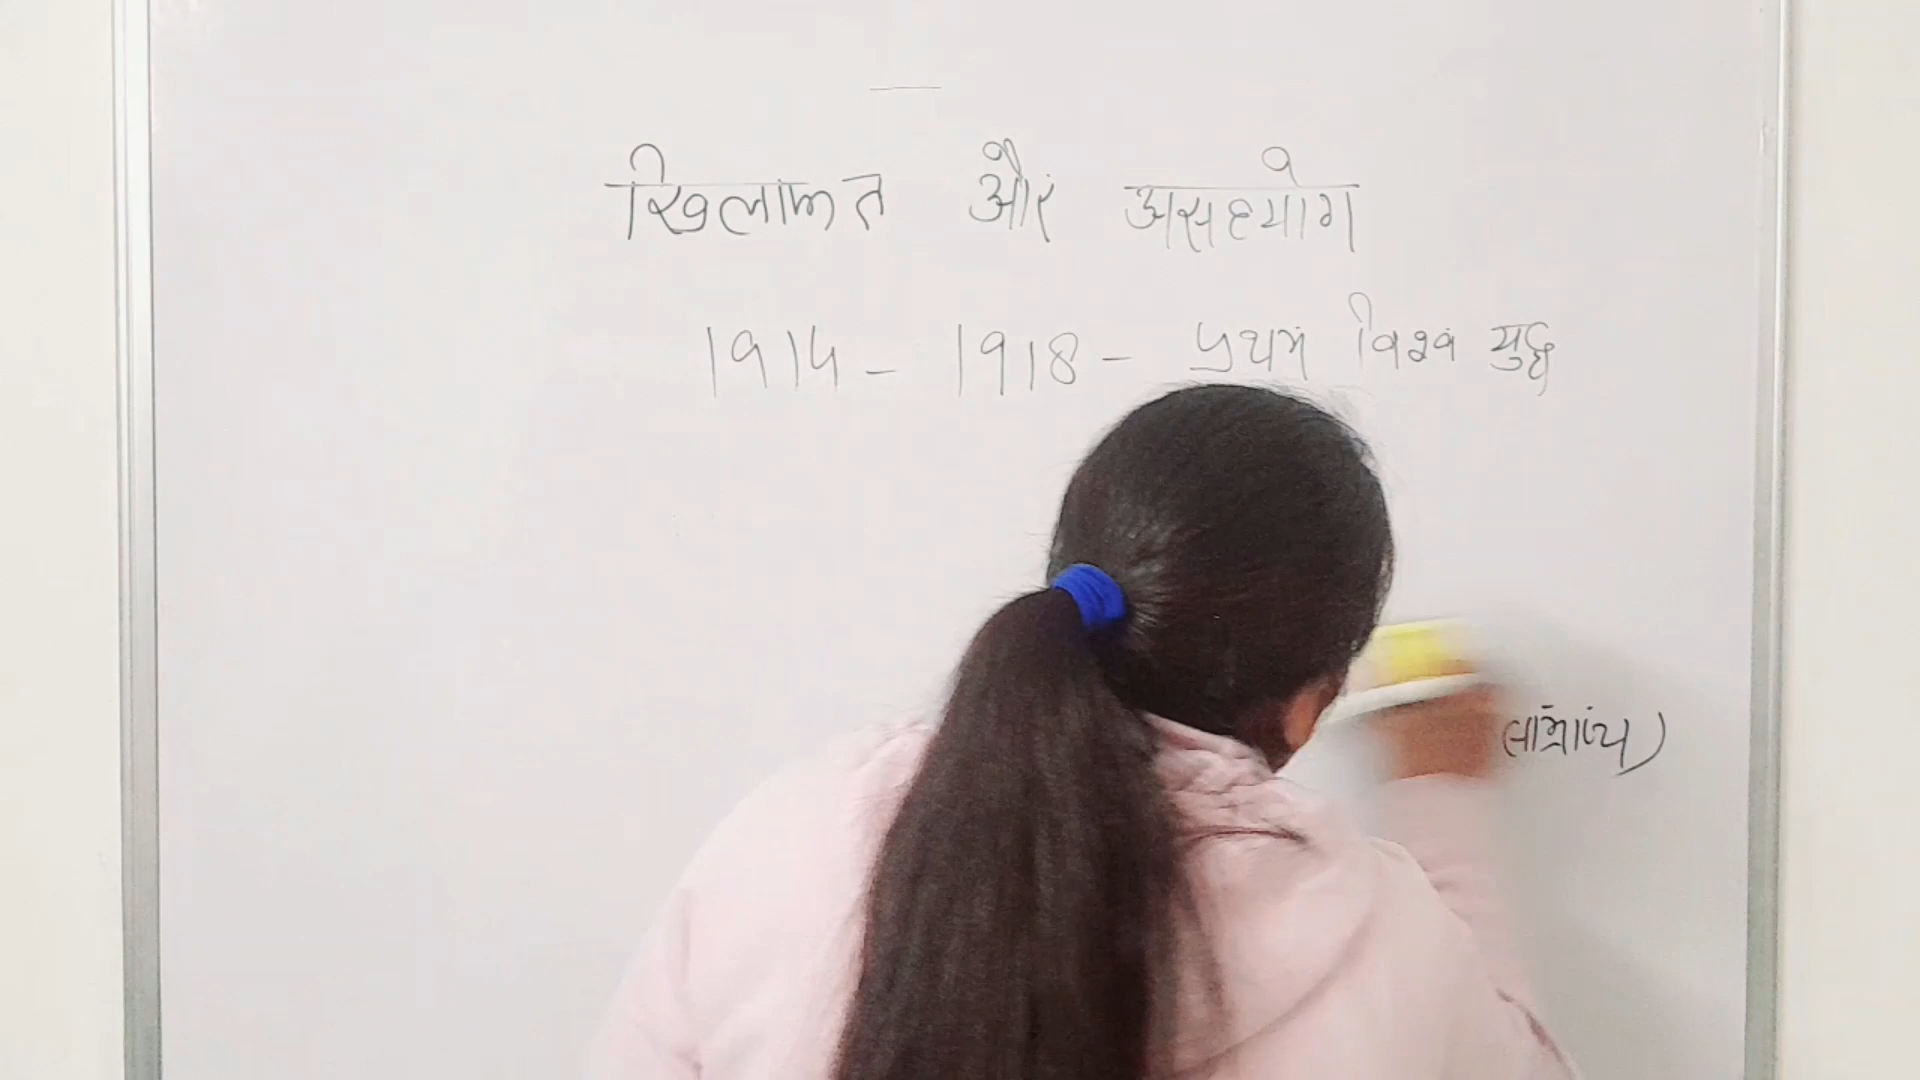 खिलाफत और असहयोग
1914 - 1918 - प्रथम विश्व युद्ध
साम्राज्य)